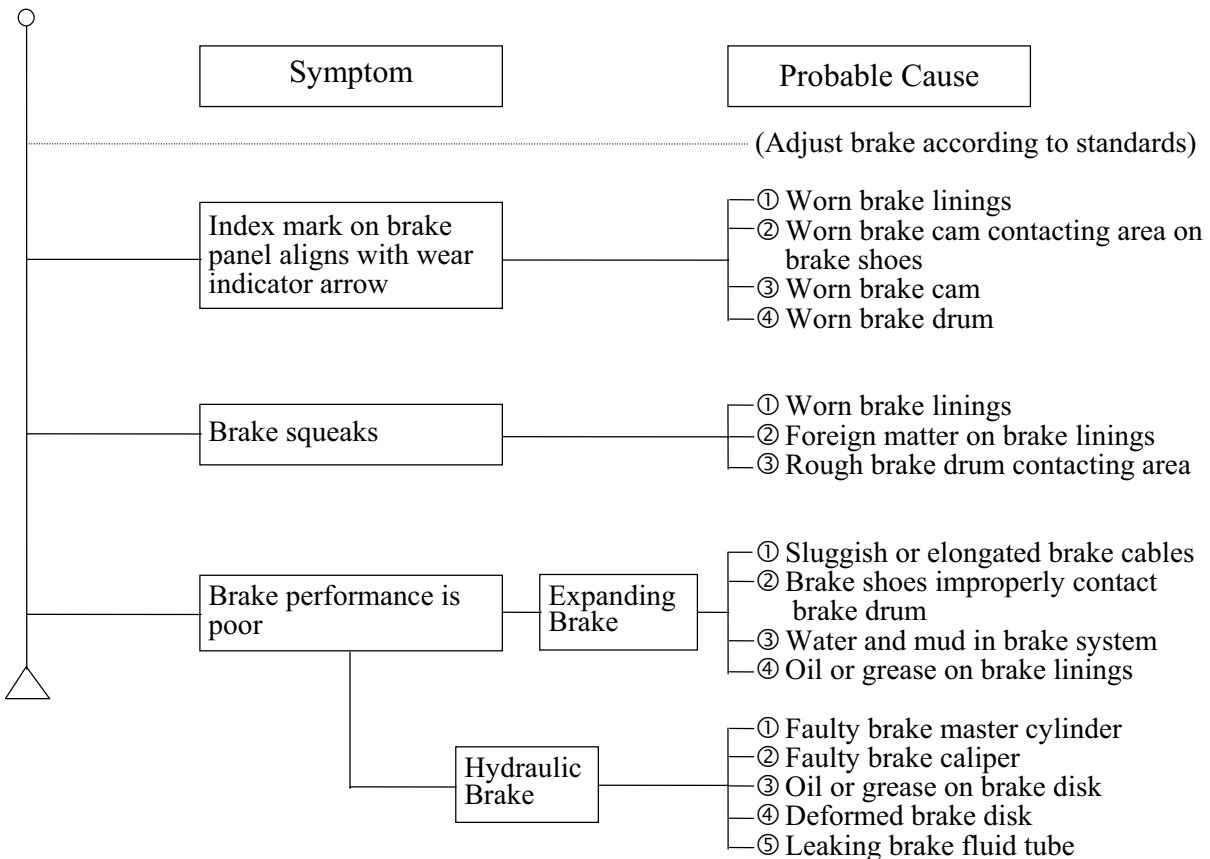 Symptom
Probable Cause
(Adjust brake according to standards)
Index mark on brake
panel aligns with wear
indicator arrow
① Worn brake linings
② Worn brake cam contacting area on
brake shoes
③ Worn brake cam
④ Worn brake drum
Brake squeaks
① Worn brake linings
② Foreign matter on brake linings
③ Rough brake drum contacting area
Brake performance is
poor
Expanding
Brake
① Sluggish or elongated brake cables
② Brake shoes improperly contact
brake drum
③ Water and mud in brake system
④ Oil or grease on brake linings
Hydraulic
Brake
① Faulty brake master cylinder
② Faulty brake caliper
③ Oil or grease on brake disk
④ Deformed brake disk
⑤ Leaking brake fluid tube